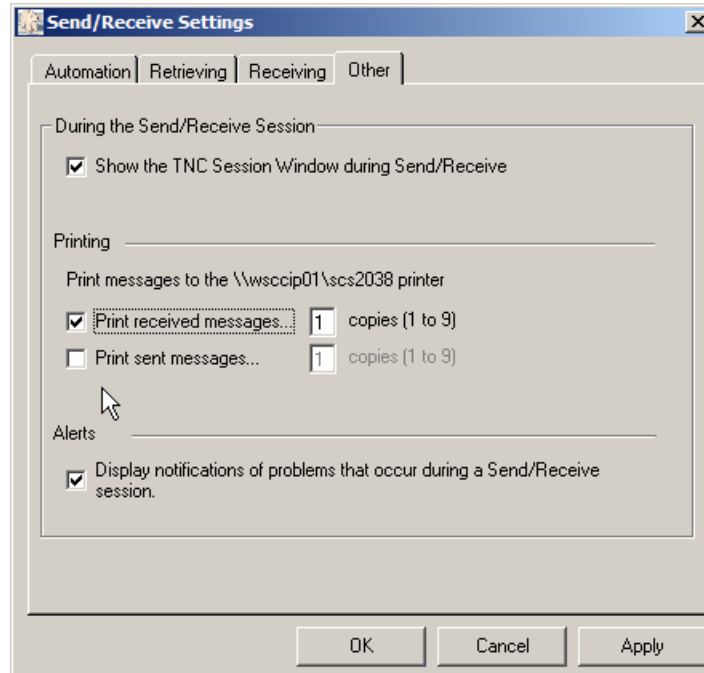 Send/Receive Settings
Automation Retrieving Receiving Other
During the Send/Receive Session
Show the TNC Session Window during Send/Receive
Printing
Print messages to the \\wsccip01\scs2038 printer
Print received messages... 1 copies (1 to 9)
Print sent messages... 1 copies (1 to 9)
Alerts
Display notifications of problems that occur during a Send/Receive
session.
OK Cancel Apply